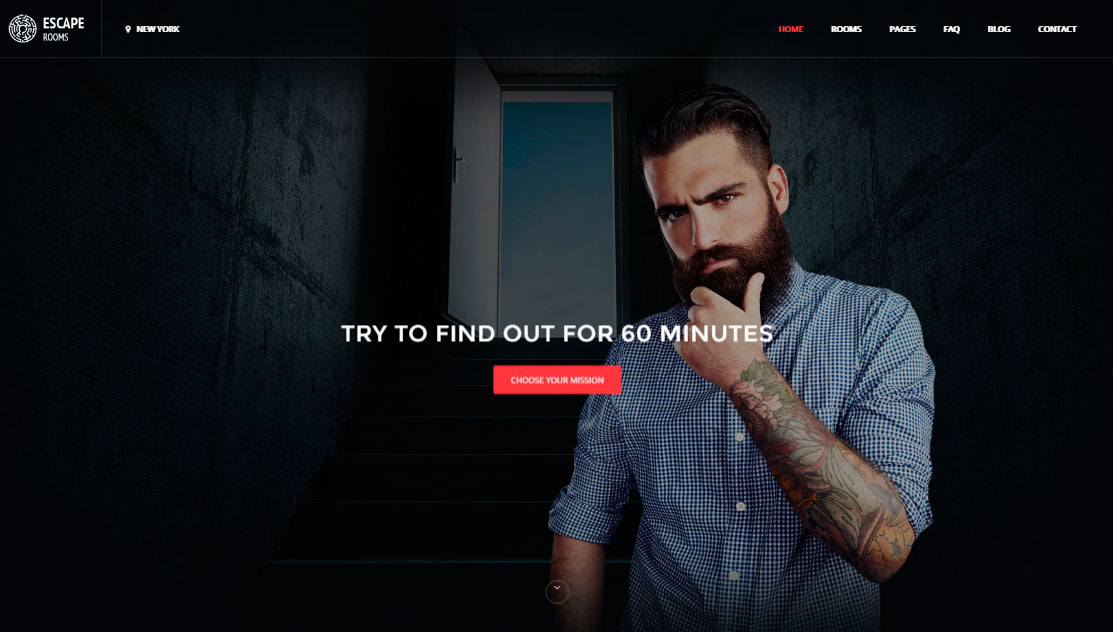 ESCAPE
ROOMS
NEW YORK
HOME ROOMS PAGES FAQ BLOG CONTACT
TRY TO FIND OUT FOR 60 MINUTES
CHOOSE YOUR MISSION